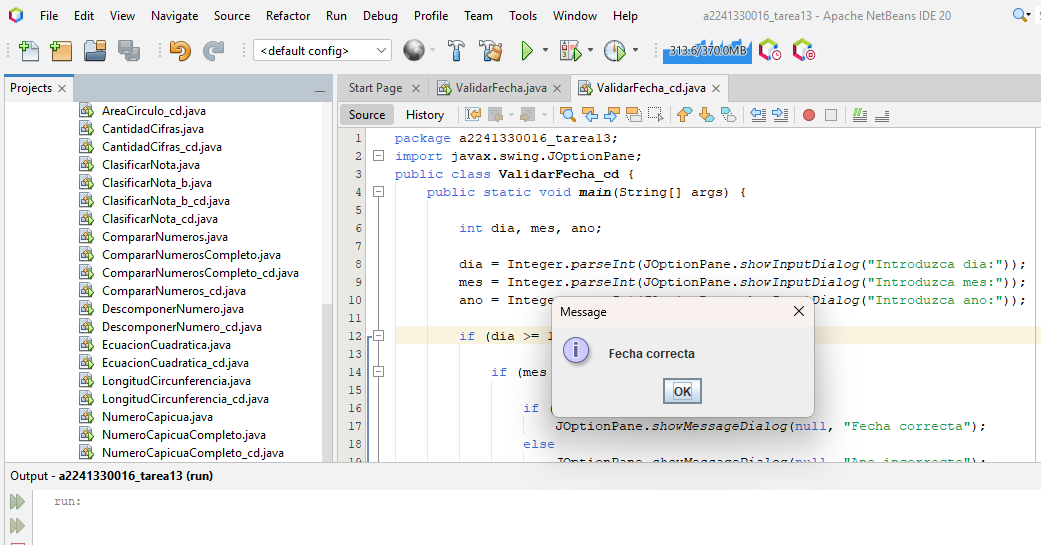 File Edit View Navigate Source Refactor Run Debug Profile Team Tools Window Help a2241330016_tarea13 - Apache NetBeans IDE 20
<default config> 313.6/370.0MB
Projects
AreaCirculo_cd.java
CantidadCifras.java
CantidadCifras_cd.java
ClasificarNota.java
ClasificarNota_b.java
ClasificarNota_b_cd.java
ClasificarNota_cd.java
CompararNumeros.java
CompararNumerosCompleto.java
CompararNumerosCompleto_cd.java
CompararNumeros_cd.java
DescomponerNumero.java
DescomponerNumero_cd.java
EcuacionCuadratica.java
EcuacionCuadratica_cd.java
LongitudCircunferencia.java
LongitudCircunferencia_cd.java
NumeroCapicua.java
NumeroCapicuaCompleto.java
NumeroCapicuaCompleto_cd.java
Start Page ValidarFecha.java ValidarFecha_cd.java
Source History
1 package a2241330016_tarea13;
2 import javax.swing.JOptionPane;
3 public class ValidarFecha_cd {
4 public static void main(String[] args) {
5
6 int dia, mes, ano;
7
8 dia = Integer.parseInt(JOptionPane.showInputDialog("Introduzca dia:"));
9 mes = Integer.parseInt(JOptionPane.showInputDialog("Introduzca mes:"));
10 ano = Integer Dialog("Introduzca ano:"));
11
12 if (dia >=
13
14 if (mes
15
16 if (
17 JOptionPane.showMessageDialog(null, "Fecha correcta");
18 else
19 JOptionPane.showMessageDialog(null, "Ano incorrecto");
Message
Fecha correcta
OK
Output - a2241330016_tarea13 (run)
run: